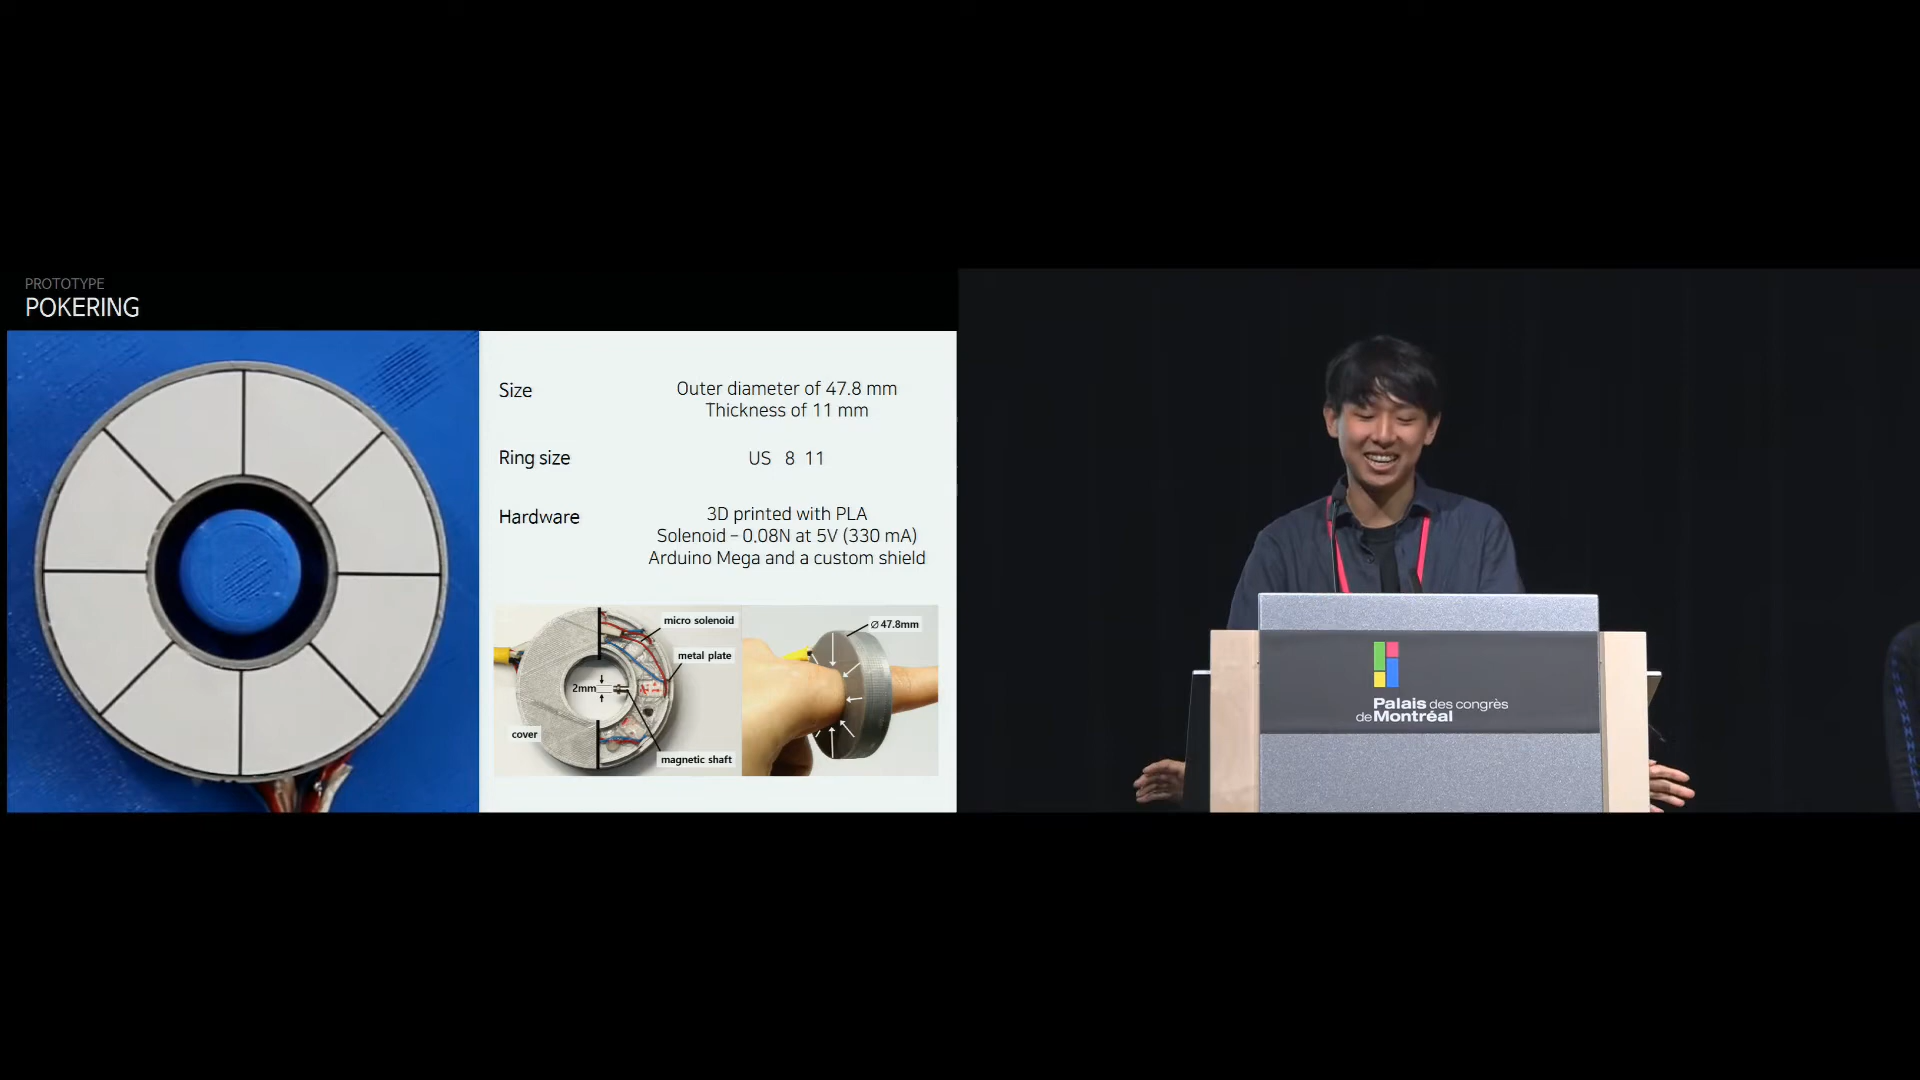 PROTOTYPE
POKERING
Size
Outer diameter of 47.8 mm
Thickness of 11 mm
Ring size
US 8 11
Hardware
3D printed with PLA
Solenoid – 0.08N at 5V (330 mA)
Arduino Mega and a custom shield
micro solenoid
metal plate
2mm
cover
magnetic shaft
Ø 47.8mm
Palais des congrès
de Montréal